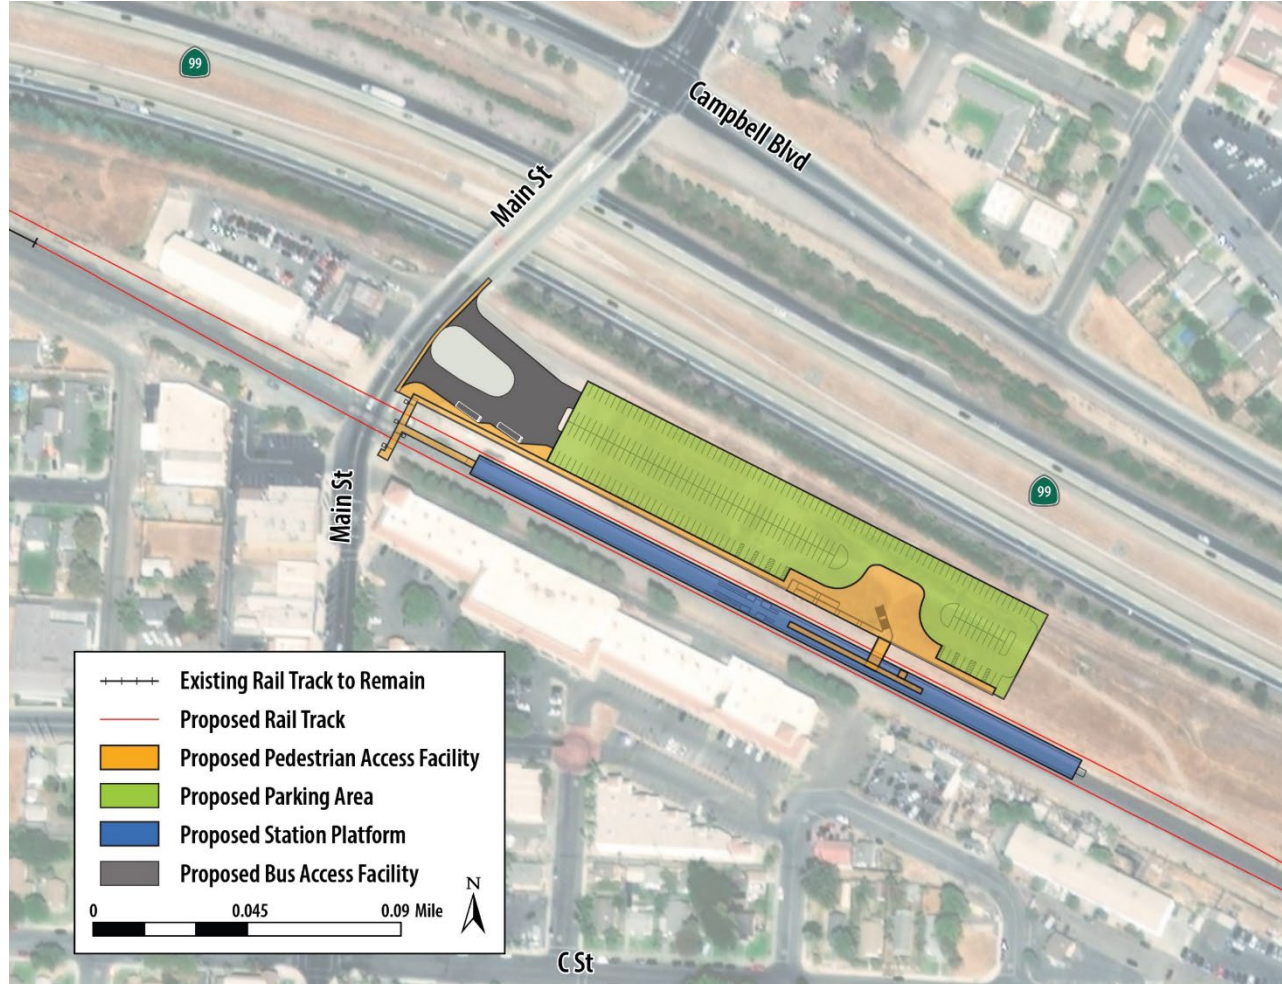 99
Campbell Blvd
Main St
99
Main St
Existing Rail Track to Remain
Proposed Rail Track
Proposed Pedestrian Access Facility
Proposed Parking Area
Proposed Station Platform
Proposed Bus Access Facility
N
0 0.045 0.09 Mile
C St